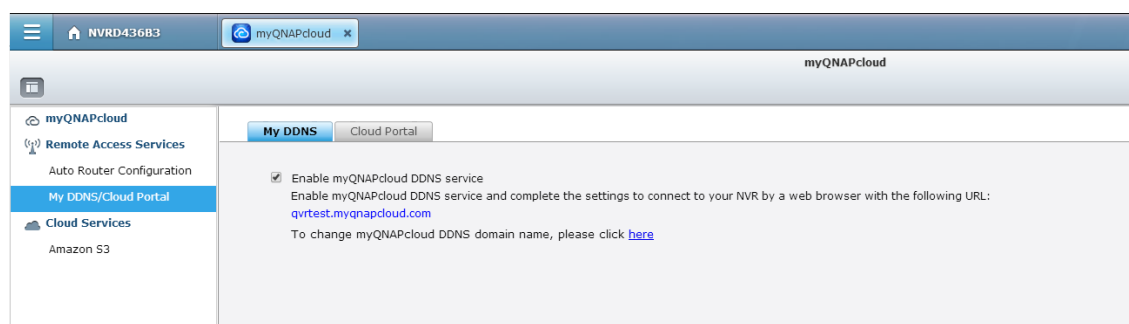 NVRD436B3
myQNAPcloud
myQNAPcloud
myQNAPcloud
Remote Access Services
Auto Router Configuration
My DDNS/Cloud Portal
Cloud Services
Amazon S3
My DDNS
Cloud Portal
Enable myQNAPcloud DDNS service
Enable myQNAPcloud DDNS service and complete the settings to connect to your NVR by a web browser with the following URL:
qvrtest.myqnapcloud.com
To change myQNAPcloud DDNS domain name, please click here